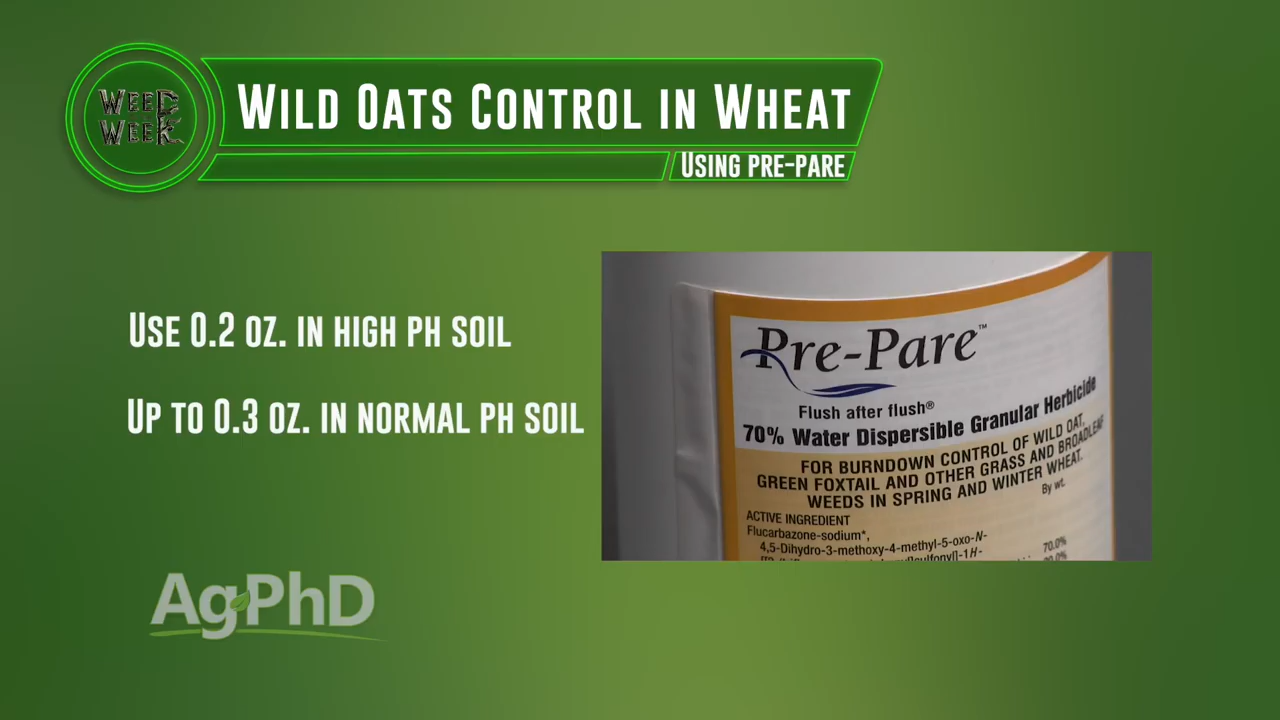 WEED
WEEK
WILD OATS CONTROL IN WHEAT
USING PRE-PARE
USE 0.2 OZ. IN HIGH PH SOIL
UP TO 0.3 OZ. IN NORMAL PH SOIL
Pre-Pare™
Flush after flush®
70% Water Dispersible Granular Herbicide
FOR BURNDOWN CONTROL OF WILD OAT,
GREEN FOXTAIL AND OTHER GRASS AND BROADLEAF
WEEDS IN SPRING AND WINTER WHEAT.
By wt.
ACTIVE INGREDIENT
Flucarbazone-sodium*,
4,5-Dihydro-3-methoxy-4-methyl-5-oxo-N-
70.0%
AgPhD